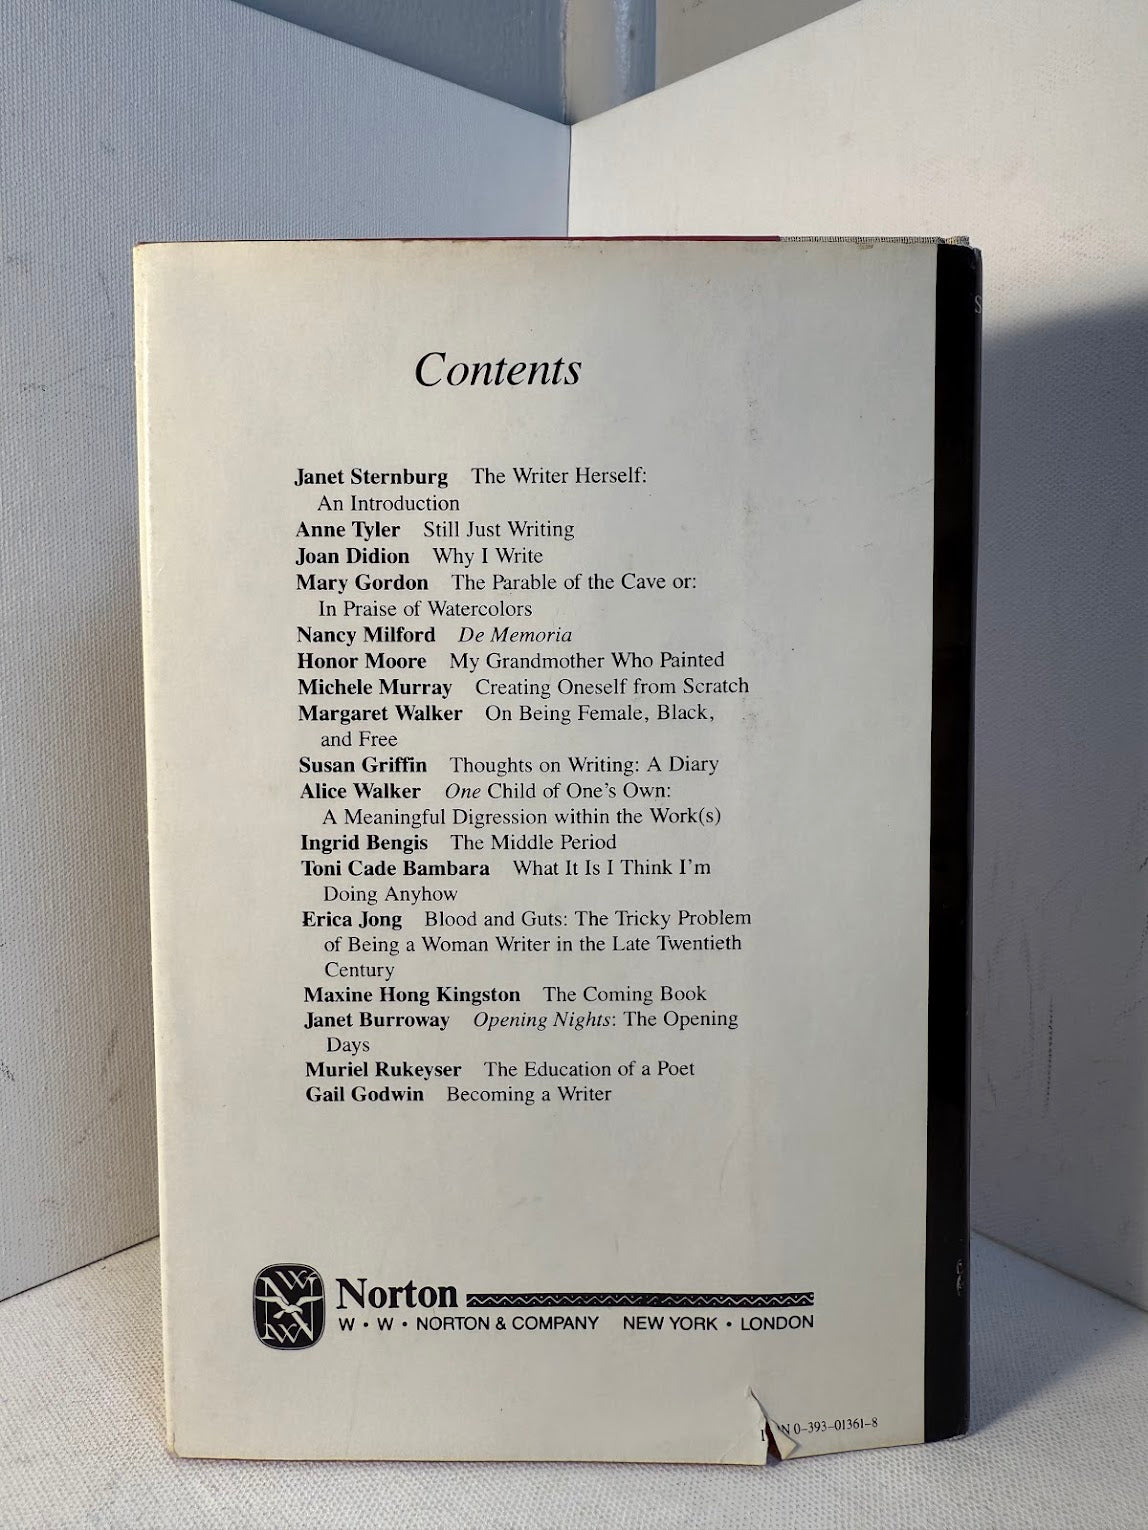 Contents
Janet Sternburg The Writer Herself:
An Introduction
Anne Tyler Still Just Writing
Joan Didion Why I Write
Mary Gordon The Parable of the Cave or:
In Praise of Watercolors
Nancy Milford De Memoria
Honor Moore My Grandmother Who Painted
Michele Murray Creating Oneself from Scratch
Margaret Walker On Being Female, Black,
and Free
Susan Griffin Thoughts on Writing: A Diary
Alice Walker One Child of One's Own:
A Meaningful Digression within the Work(s)
Ingrid Bengis The Middle Period
Toni Cade Bambara What It Is I Think I'm
Doing Anyhow
Erica Jong Blood and Guts: The Tricky Problem
of Being a Woman Writer in the Late Twentieth
Century
Maxine Hong Kingston The Coming Book
Janet Burroway Opening Nights: The Opening
Days
Muriel Rukeyser The Education of a Poet
Gail Godwin Becoming a Writer
Norton
W • W • NORTON & COMPANY NEW YORK • LONDON
0-393-01361-8